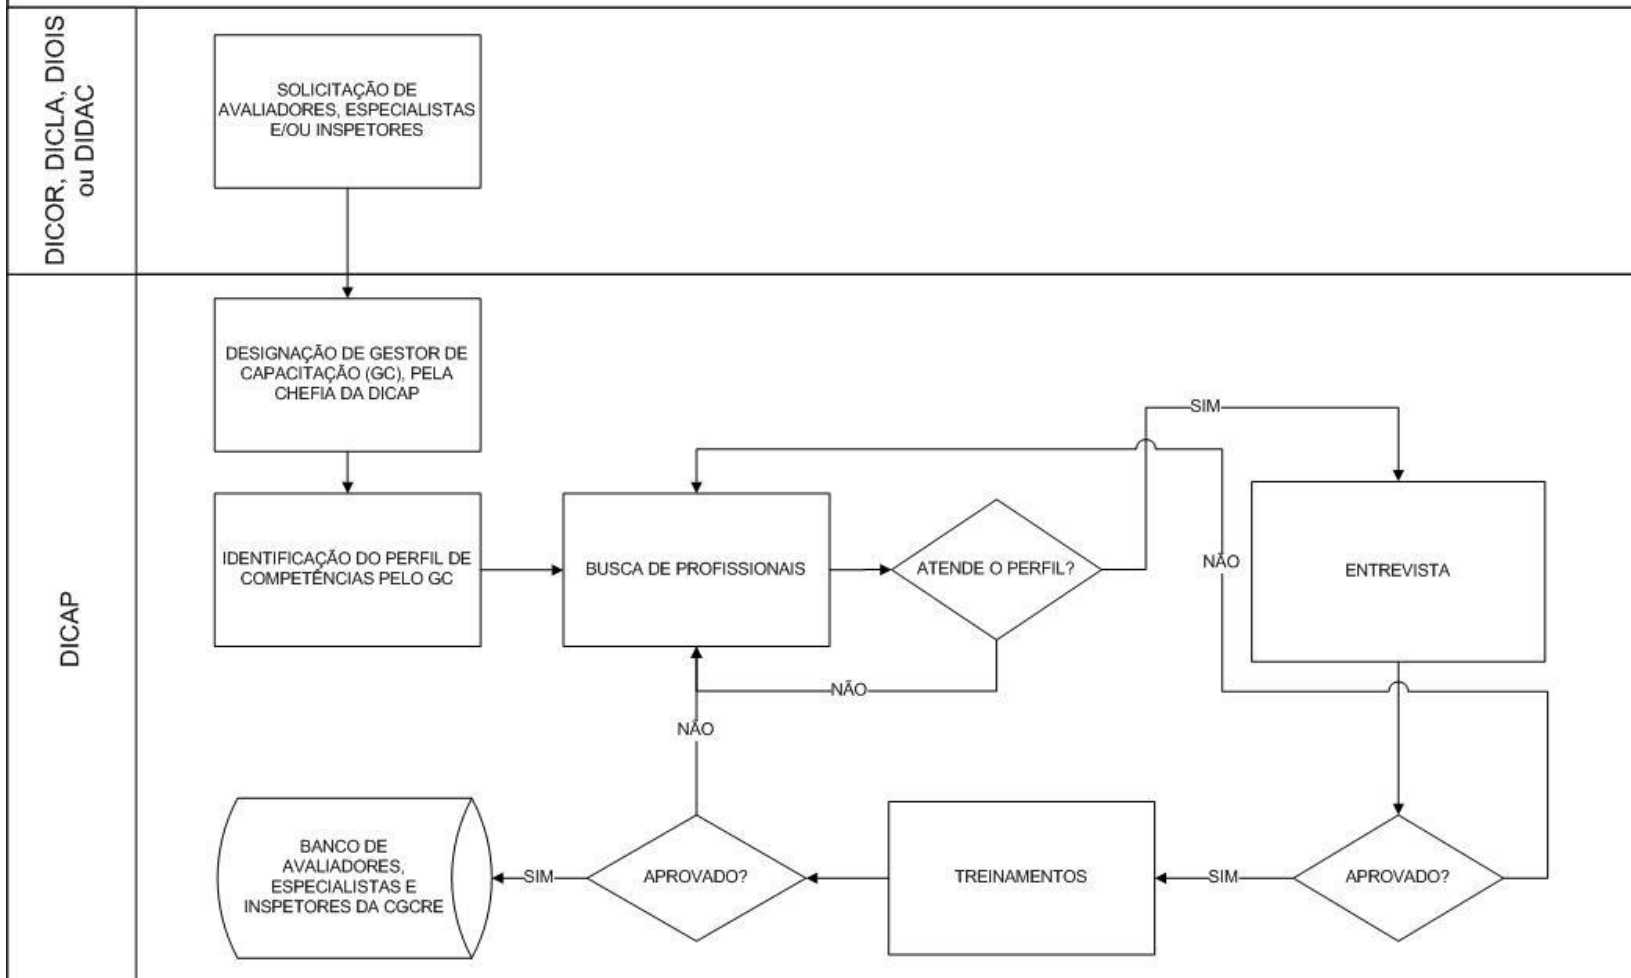 DICOR, DICLA, DIOIS
ou DIDAC
SOLICITAÇÃO DE
AVALIADORES, ESPECIALISTAS
E/OU INSPETORES
DICAP
DESIGNAÇÃO DE GESTOR DE
CAPACITAÇÃO (GC), PELA
CHEFIA DA DICAP
IDENTIFICAÇÃO DO PERFIL DE
COMPETÊNCIAS PELO GC
BUSCA DE PROFISSIONAIS
ATENDE O PERFIL?
SIM
NÃO
ENTREVISTA
NÃO
NÃO
BANCO DE
AVALIADORES,
ESPECIALISTAS E
INSPETORES DA CGCRE
SIM
APROVADO?
TREINAMENTOS
SIM
APROVADO?